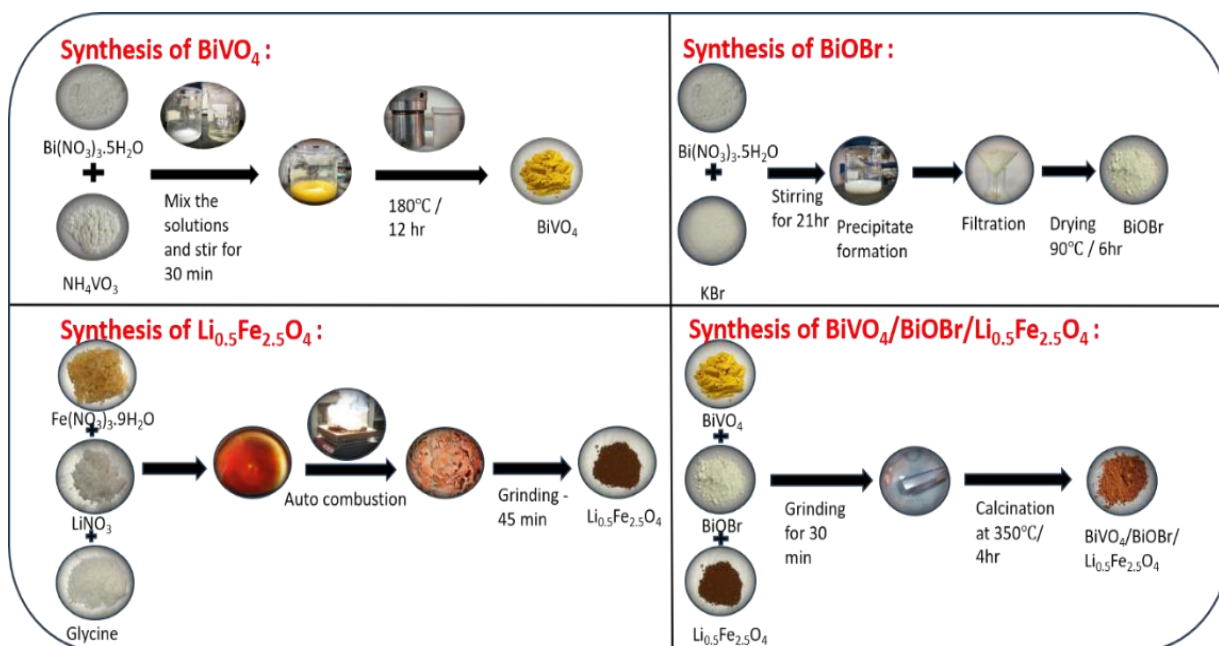 Synthesis of BiVO₄ :
Bi(NO₃)₃.5H₂O
+
NH₄VO₃
Mix the
solutions
and stir for
30 min
180℃ /
12 hr
BiVO₄
Synthesis of BiOBr :
Bi(NO₃)₃.5H₂O
+
KBr
Stirring
for 21hr
Precipitate
formation
Filtration
Drying
90℃ / 6hr
BiOBr
Synthesis of Li₀.₅Fe₂.₅O₄ :
Fe(NO₃)₃.9H₂O
+
LiNO₃
+
Glycine
Auto combustion
Grinding -
45 min
Li₀.₅Fe₂.₅O₄
Synthesis of BiVO₄/BiOBr/Li₀.₅Fe₂.₅O₄ :
BiVO₄
+
BiOBr
+
Li₀.₅Fe₂.₅O₄
Grinding
for 30
min
Calcination
at 350℃/
4hr
BiVO₄/BiOBr/
Li₀.₅Fe₂.₅O₄